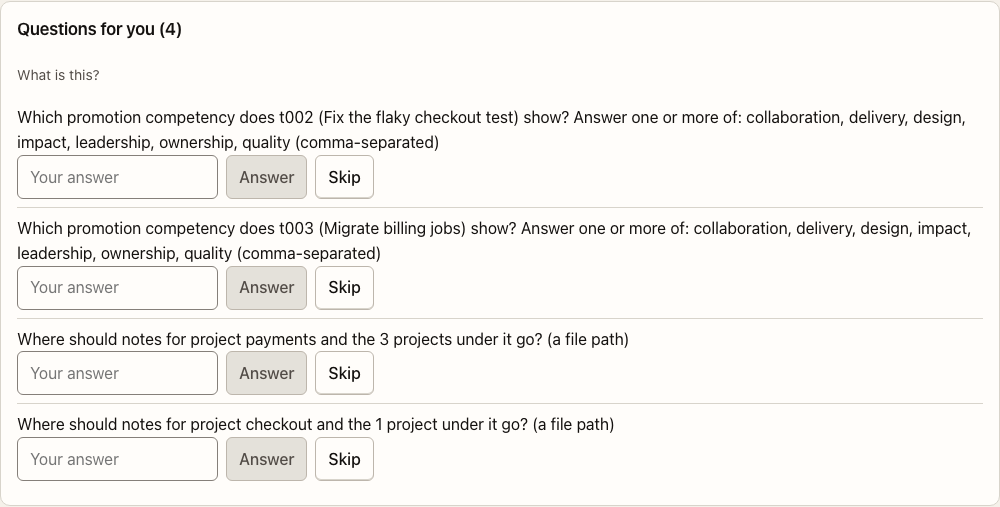 Questions for you (4)
What is this?
Which promotion competency does t002 (Fix the flaky checkout test) show? Answer one or more of: collaboration, delivery, design,
impact, leadership, ownership, quality (comma-separated)
Your answer Answer Skip
Which promotion competency does t003 (Migrate billing jobs) show? Answer one or more of: collaboration, delivery, design, impact,
leadership, ownership, quality (comma-separated)
Your answer Answer Skip
Where should notes for project payments and the 3 projects under it go? (a file path)
Your answer Answer Skip
Where should notes for project checkout and the 1 project under it go? (a file path)
Your answer Answer Skip